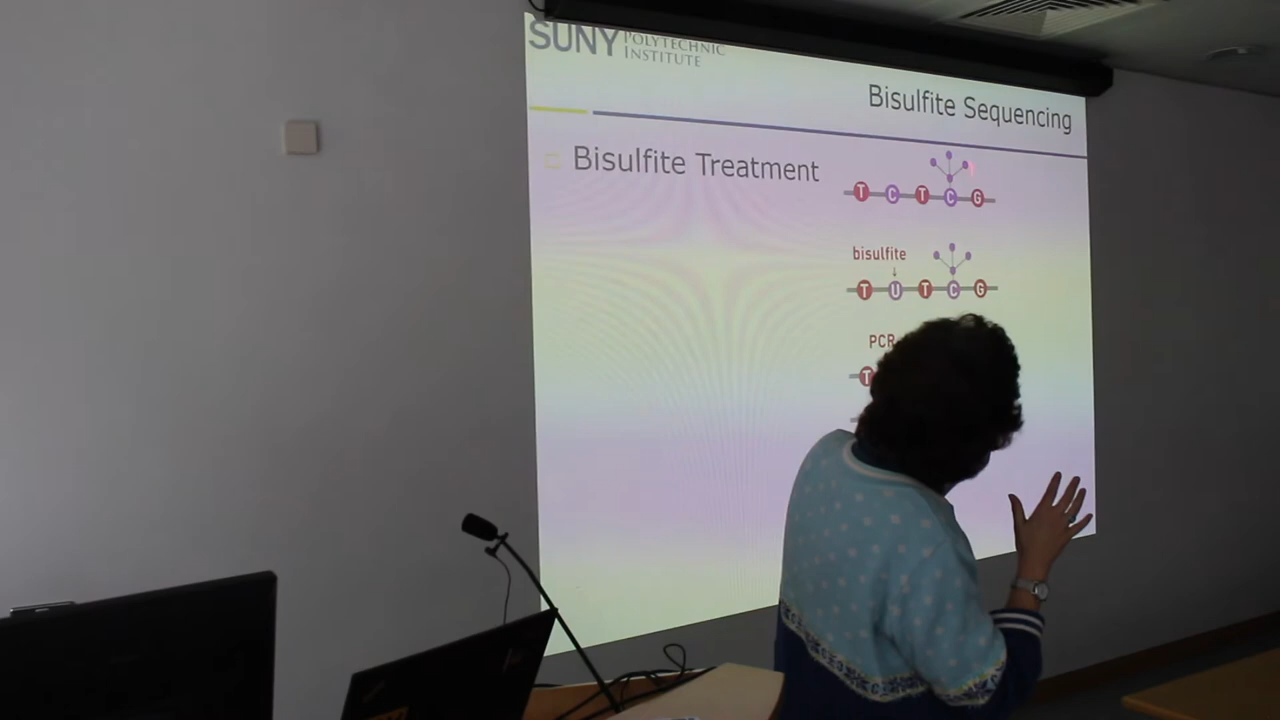 SUNY POLYTECHNIC
INSTITUTE
Bisulfite Sequencing
Bisulfite Treatment
T C T C G
bisulfite
T U T C G
PCR
T